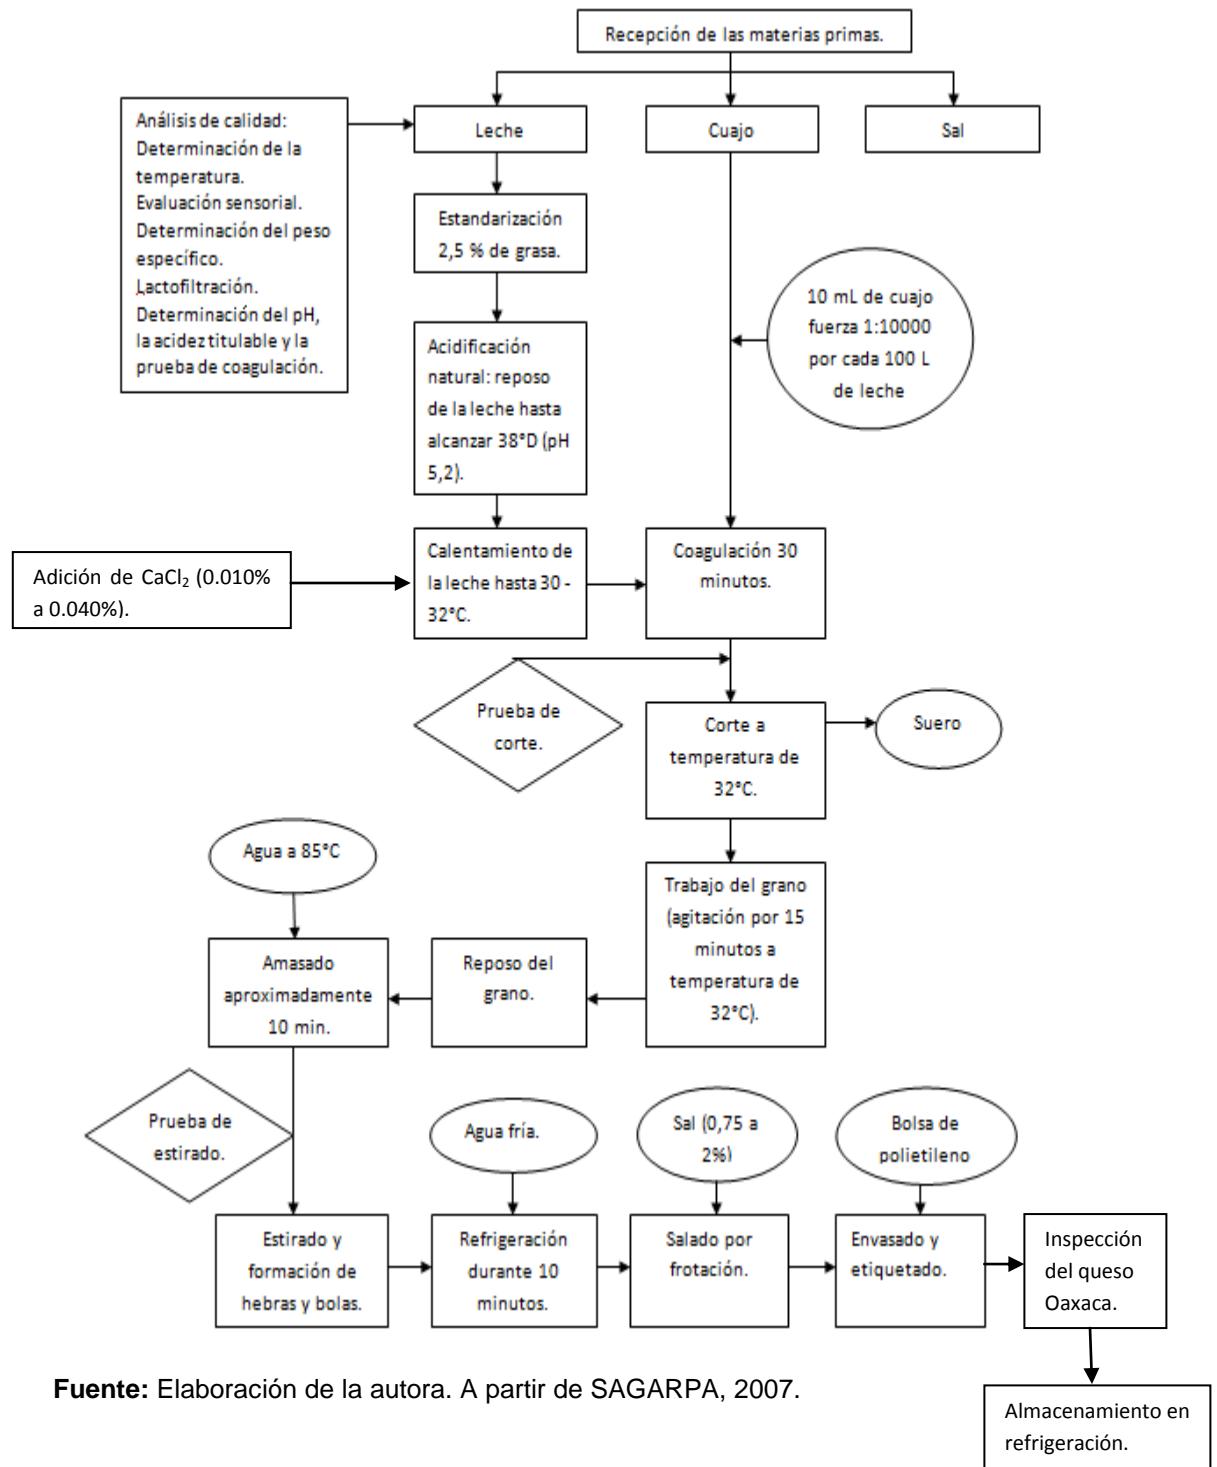 Recepción de las materias primas.
Análisis de calidad:
Determinación de la
temperatura.
Evaluación sensorial.
Determinación del peso
específico.
Lactofiltración.
Determinación del pH,
la acidez titulable y la
prueba de coagulación.
Leche
Cuajo
Sal
Estandarización
2,5 % de grasa.
10 mL de cuajo
fuerza 1:10000
por cada 100 L
de leche
Acidificación
natural: reposo
de la leche hasta
alcanzar 38°D (pH
5,2).
Adición de CaCl₂ (0.010%
a 0.040%).
Calentamiento de
la leche hasta 30 -
32°C.
Coagulación 30
minutos.
Prueba de
corte.
Corte a
temperatura de
32°C.
Suero
Agua a 85°C
Trabajo del grano
(agitación por 15
minutos a
temperatura de
32°C).
Reposo del
grano.
Amasado
aproximadamente
10 min.
Prueba de
estirado.
Agua fría.
Sal (0,75 a
2%)
Bolsa de
polietileno
Estirado y
formación de
hebras y bolas.
Refrigeración
durante 10
minutos.
Salado por
frotación.
Envasado y
etiquetado.
Inspección
del queso
Oaxaca.
Fuente: Elaboración de la autora. A partir de SAGARPA, 2007.
Almacenamiento en
refrigeración.